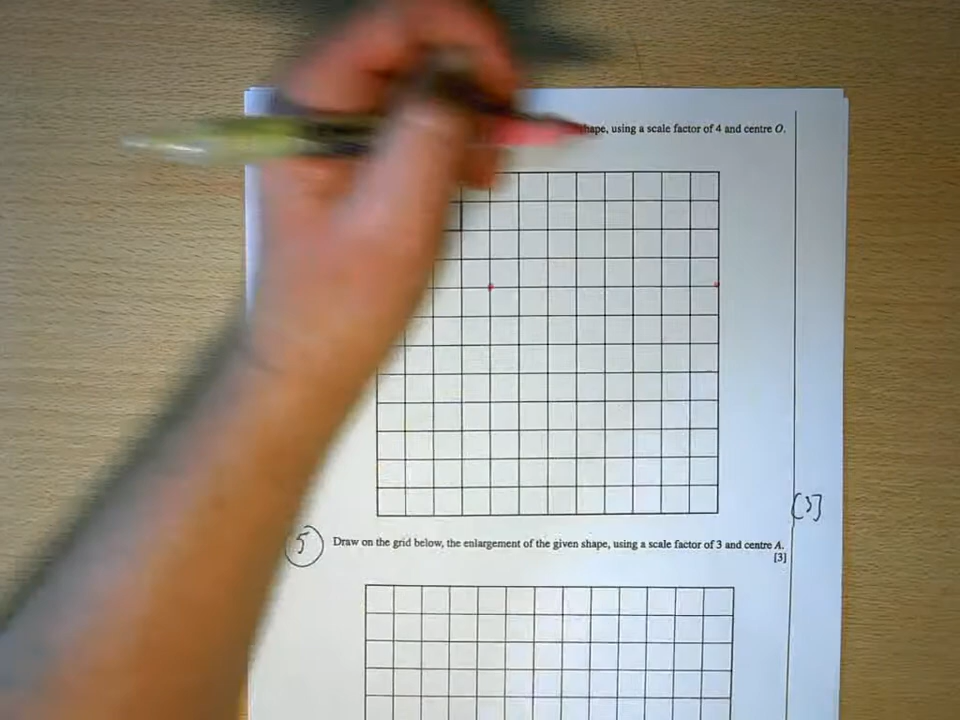 shape, using a scale factor of 4 and centre O.
[3]
5
Draw on the grid below, the enlargement of the given shape, using a scale factor of 3 and centre A.
[3]